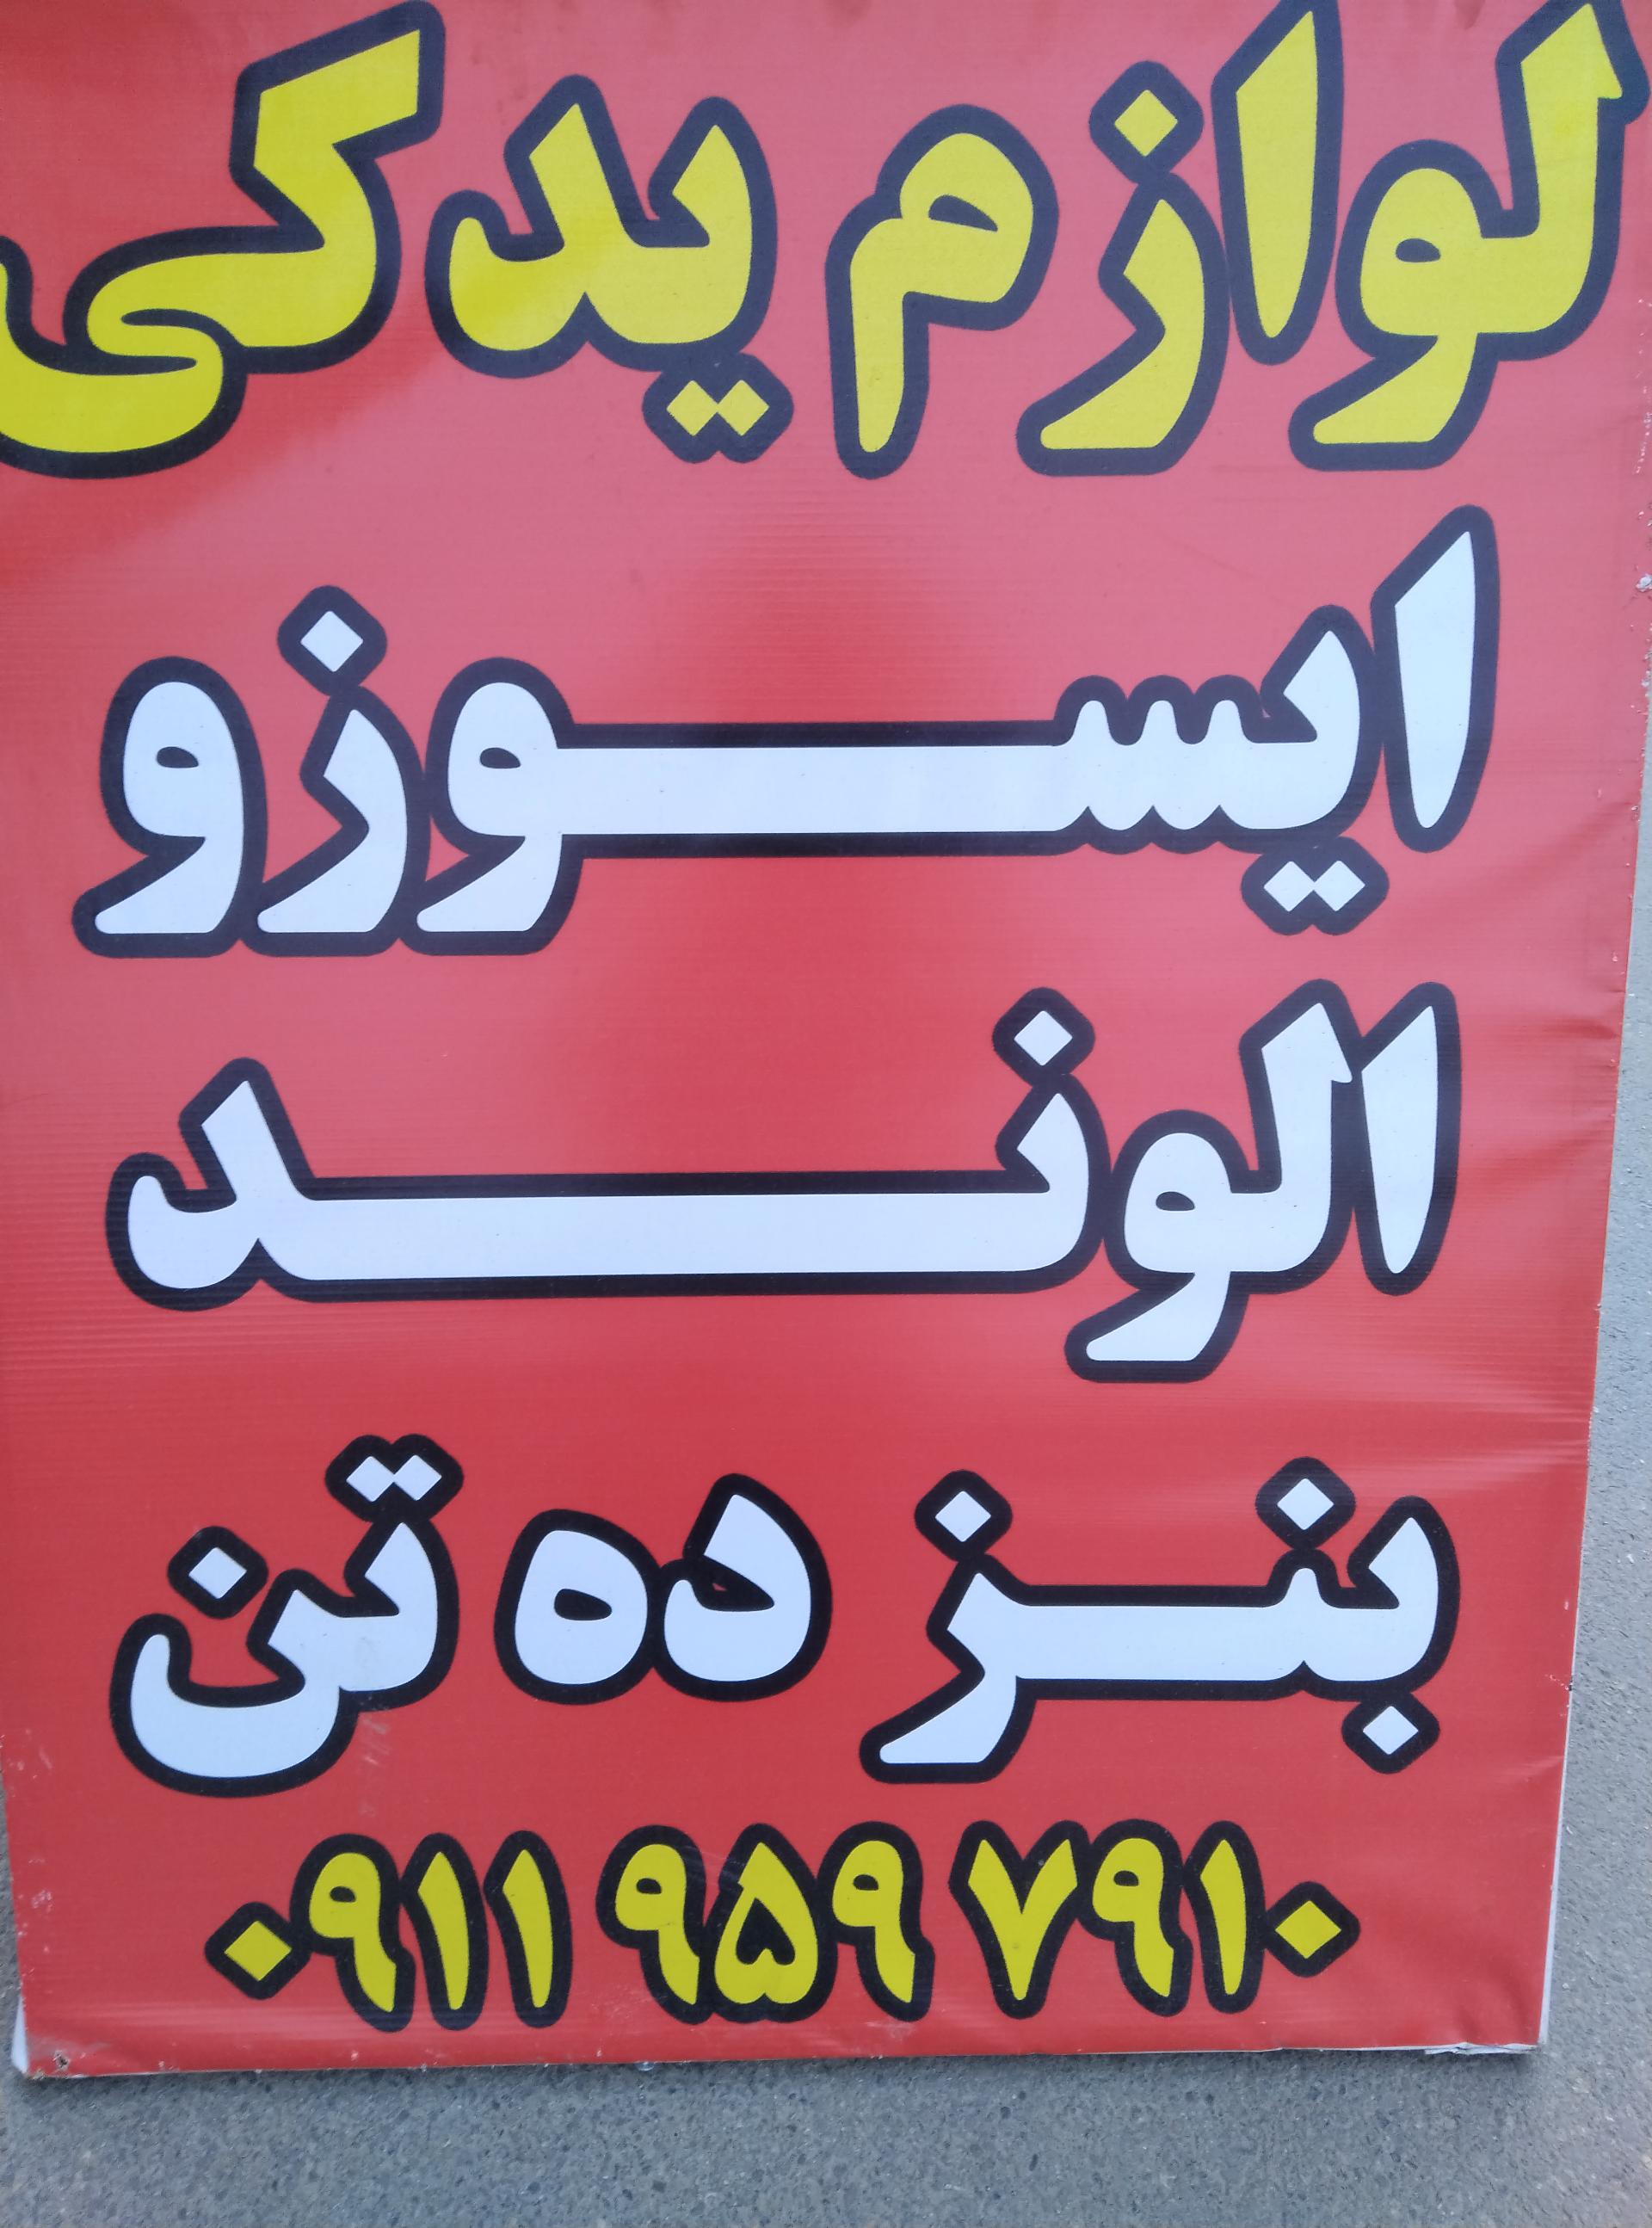 لوازم یدکی
ایسوزو
الوند
بنز ده تن
۰۹۱۱ ۹۵۹ ۷۹۱۰